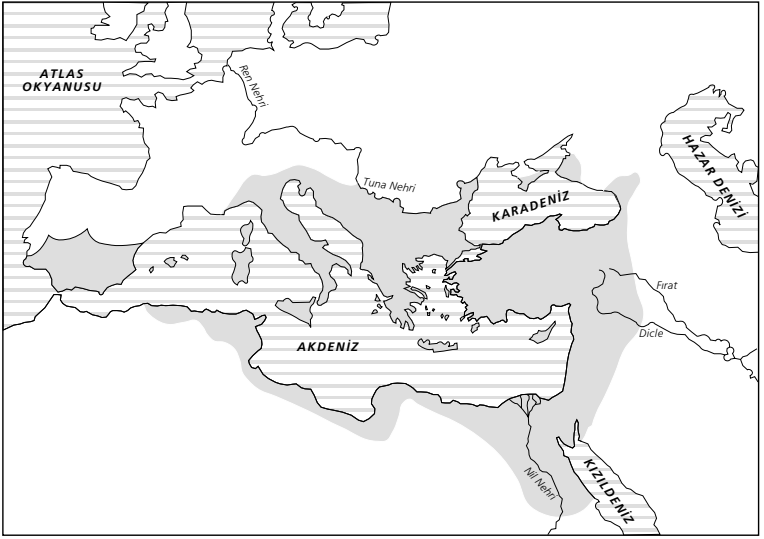 ATLAS
OKYANUSU
Ren Nehri
HAZAR DENİZİ
Tuna Nehri
KARADENİZ
Fırat
Dicle
AKDENİZ
Nil Nehri
KIZILDENİZ